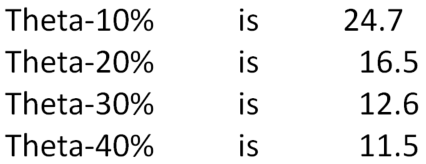 Theta-10% is 24.7
Theta-20% is 16.5
Theta-30% is 12.6
Theta-40% is 11.5